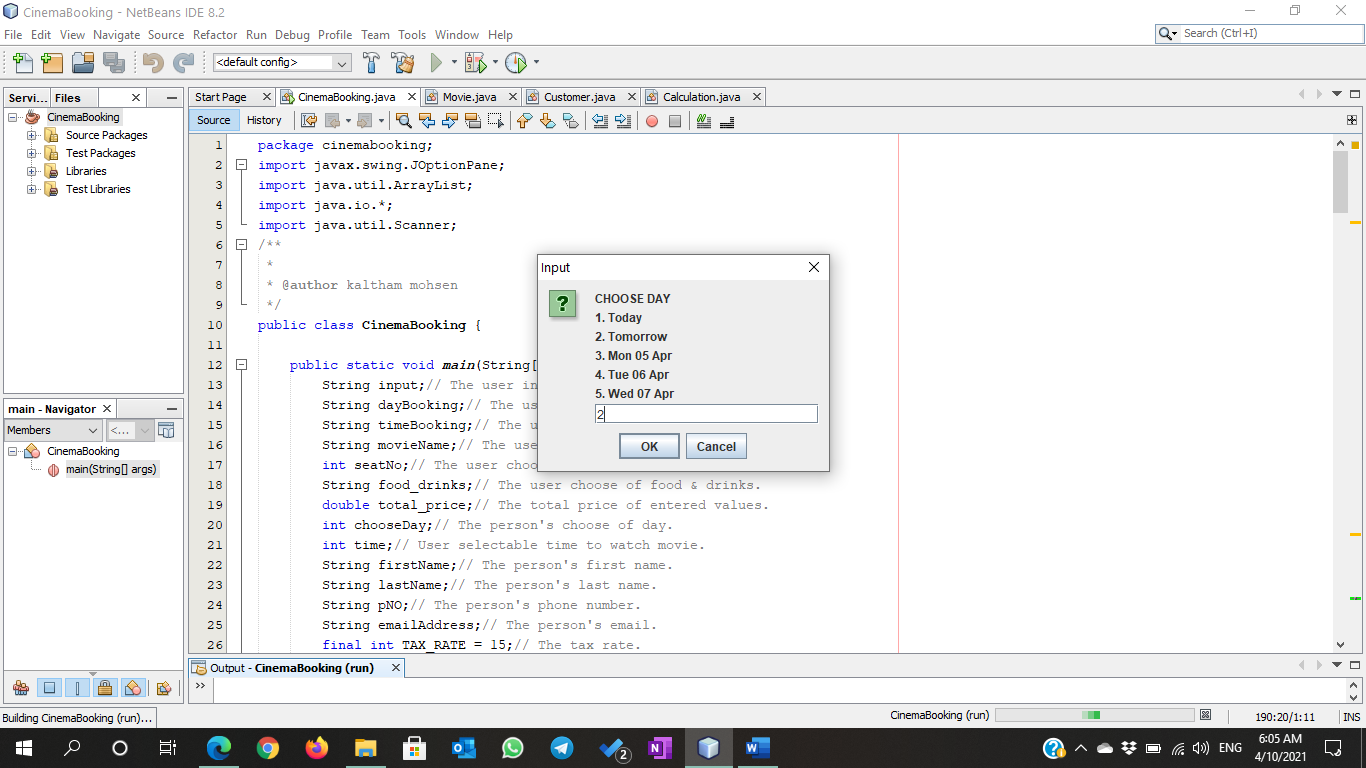 CinemaBooking - NetBeans IDE 8.2
File Edit View Navigate Source Refactor Run Debug Profile Team Tools Window Help
Search (Ctrl+I)
<default config>
Servi... Files
Start Page CinemaBooking.java Movie.java Customer.java Calculation.java
CinemaBooking
Source Packages
Test Packages
Libraries
Test Libraries
Source History
1 package cinemabooking;
2 import javax.swing.JOptionPane;
3 import java.util.ArrayList;
4 import java.io.*;
5 import java.util.Scanner;
6 /**
7 *
8 * @author kaltham mohsen
9 */
10 public class CinemaBooking {
11
12 public static void main(String[
13 String input;// The user in
14 String dayBooking;// The us
15 String timeBooking;// The u
16 String movieName;// The use
17 int seatNo;// The user choo
18 String food_drinks;// The user choose of food & drinks.
19 double total_price;// The total price of entered values.
20 int chooseDay;// The person's choose of day.
21 int time;// User selectable time to watch movie.
22 String firstName;// The person's first name.
23 String lastName;// The person's last name.
24 String pNO;// The person's phone number.
25 String emailAddress;// The person's email.
26 final int TAX_RATE = 15;// The tax rate.
Input
?
CHOOSE DAY
1. Today
2. Tomorrow
3. Mon 05 Apr
4. Tue 06 Apr
5. Wed 07 Apr
2
OK Cancel
main - Navigator
Members <...
CinemaBooking
main(String[] args)
Output - CinemaBooking (run)
>>
Building CinemaBooking (run)...
CinemaBooking (run)
190:20/1:11 INS
2
ENG
6:05 AM
4/10/2021